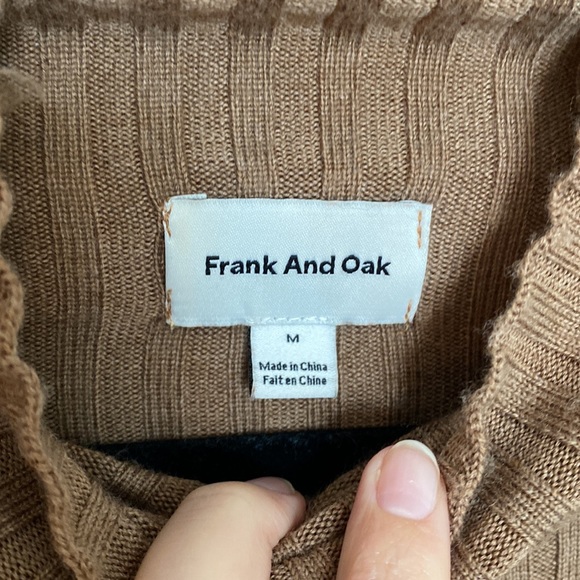 Frank And Oak
M
Made in China
Fait en Chine